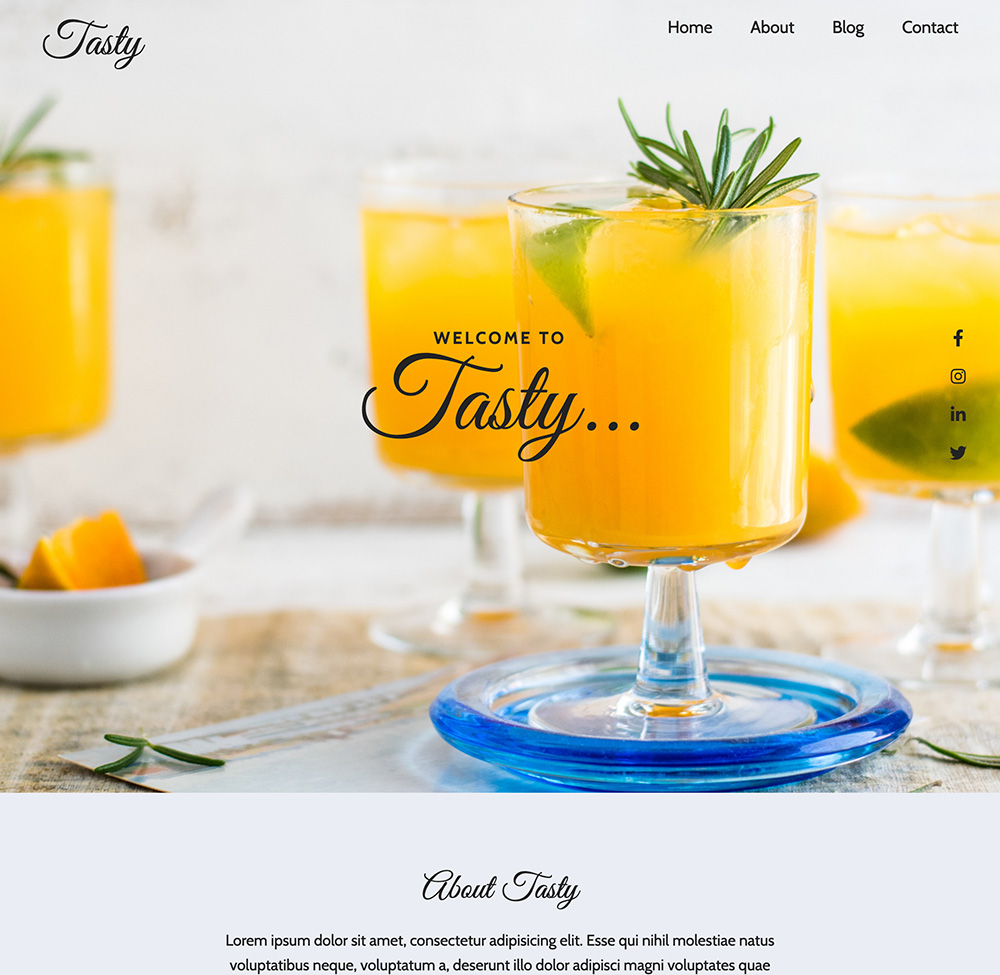 Tasty
Home About Blog Contact
WELCOME TO
Tasty...
About Tasty
Lorem ipsum dolor sit amet, consectetur adipisicing elit. Esse qui nihil molestiae natus
voluptatibus neque, voluptatum a, deserunt illo dolor adipisci magni voluptates quae